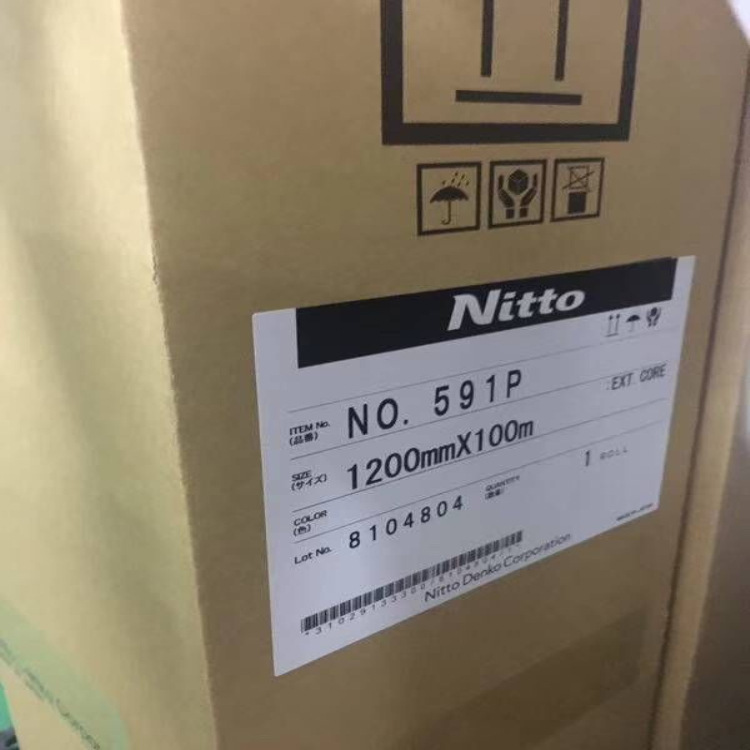 Nitto
ITEM No. NO. 591P EXT. CORE
(品番)
SIZE 1200mmX100m
(サイズ)
COLOR
(色)
QUANTITY 1 ROLL
(数量)
Lot No. 8104804
Nitto Denko Corporation